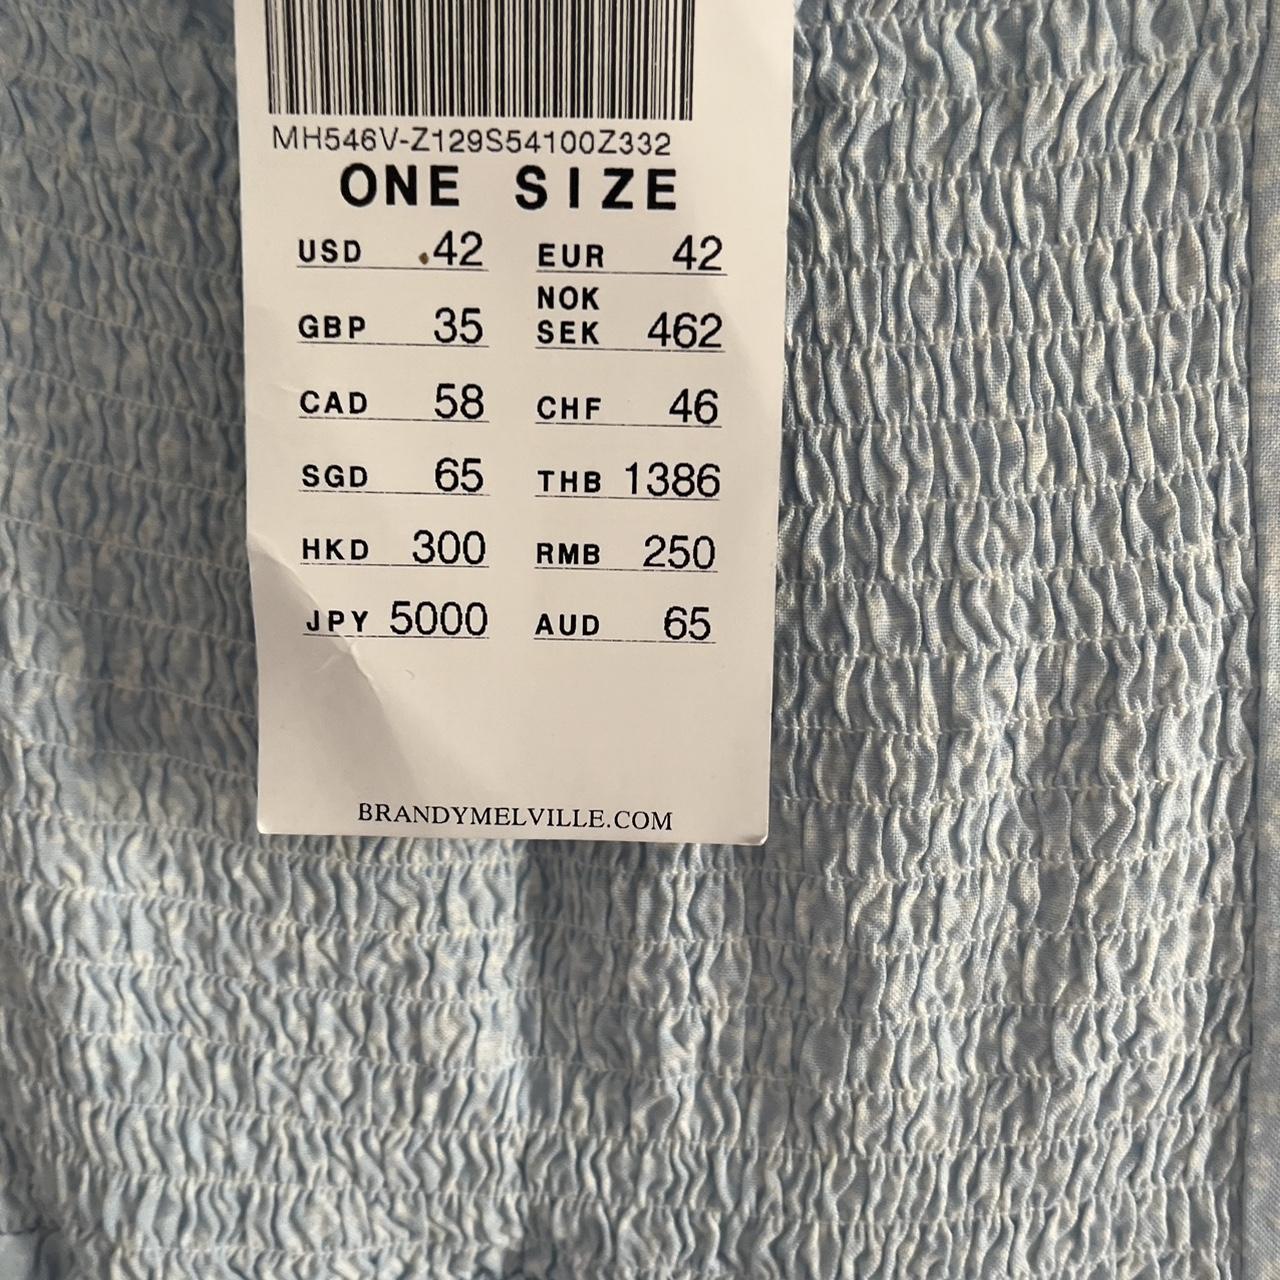 MH546V-Z129S54100Z332
ONE SIZE
USD 42 EUR 42
NOK
GBP 35 SEK 462
CAD 58 CHF 46
SGD 65 THB 1386
HKD 300 RMB 250
JPY 5000 AUD 65
BRANDYMELVILLE.COM